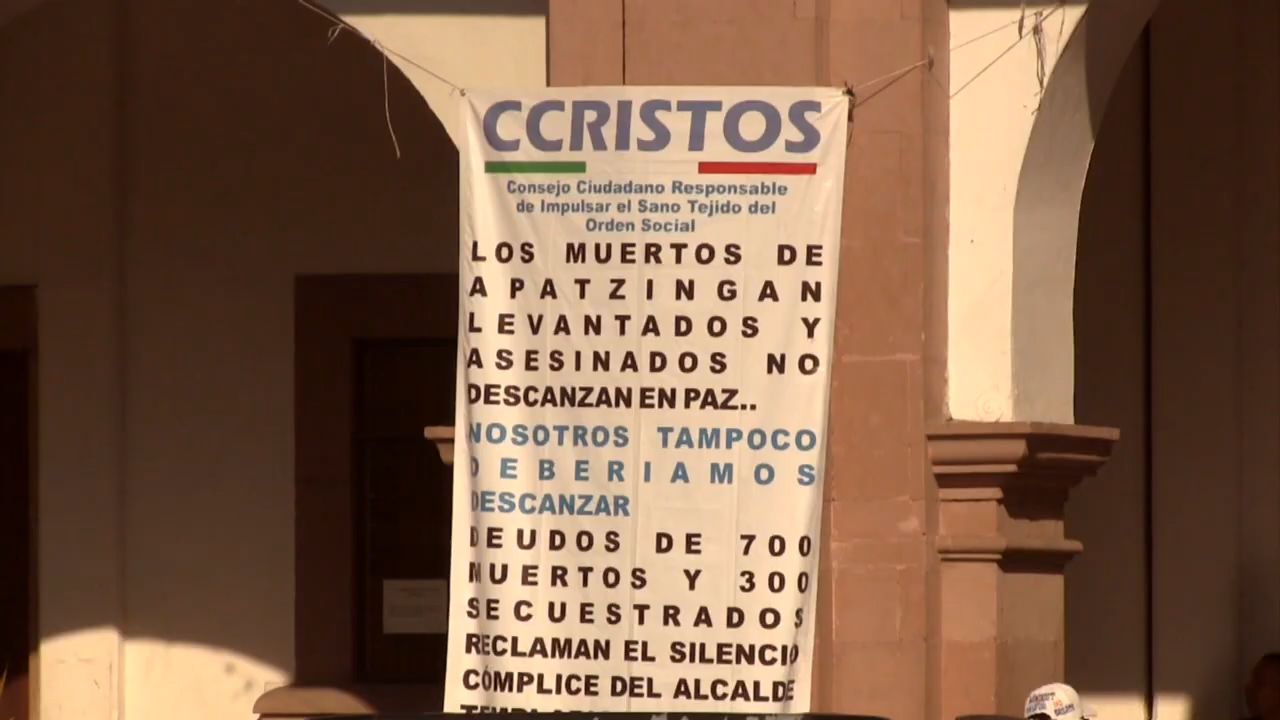 CCRISTOS
Consejo Ciudadano Responsable
de Impulsar el Sano Tejido del
Orden Social
LOS MUERTOS DE
APATZINGAN
LEVANTADOS Y
ASESINADOS NO
DESCANZAN EN PAZ..
NOSOTROS TAMPOCO
DEBERIAMOS
DESCANZAR
DEUDOS DE 700
MUERTOS Y 300
SECUESTRADOS
RECLAMAN EL SILENCIO
CÓMPLICE DEL ALCALDE